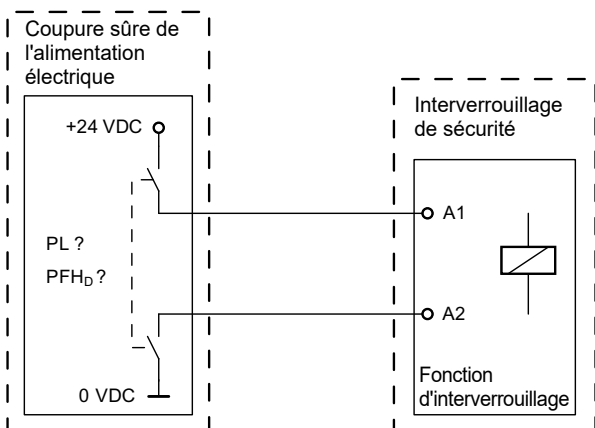 Coupure sûre de
l'alimentation
électrique
+24 VDC
PL ?
PFHD ?
0 VDC
Interverrouillage
de sécurité
A1
A2
Fonction
d'interverrouillage